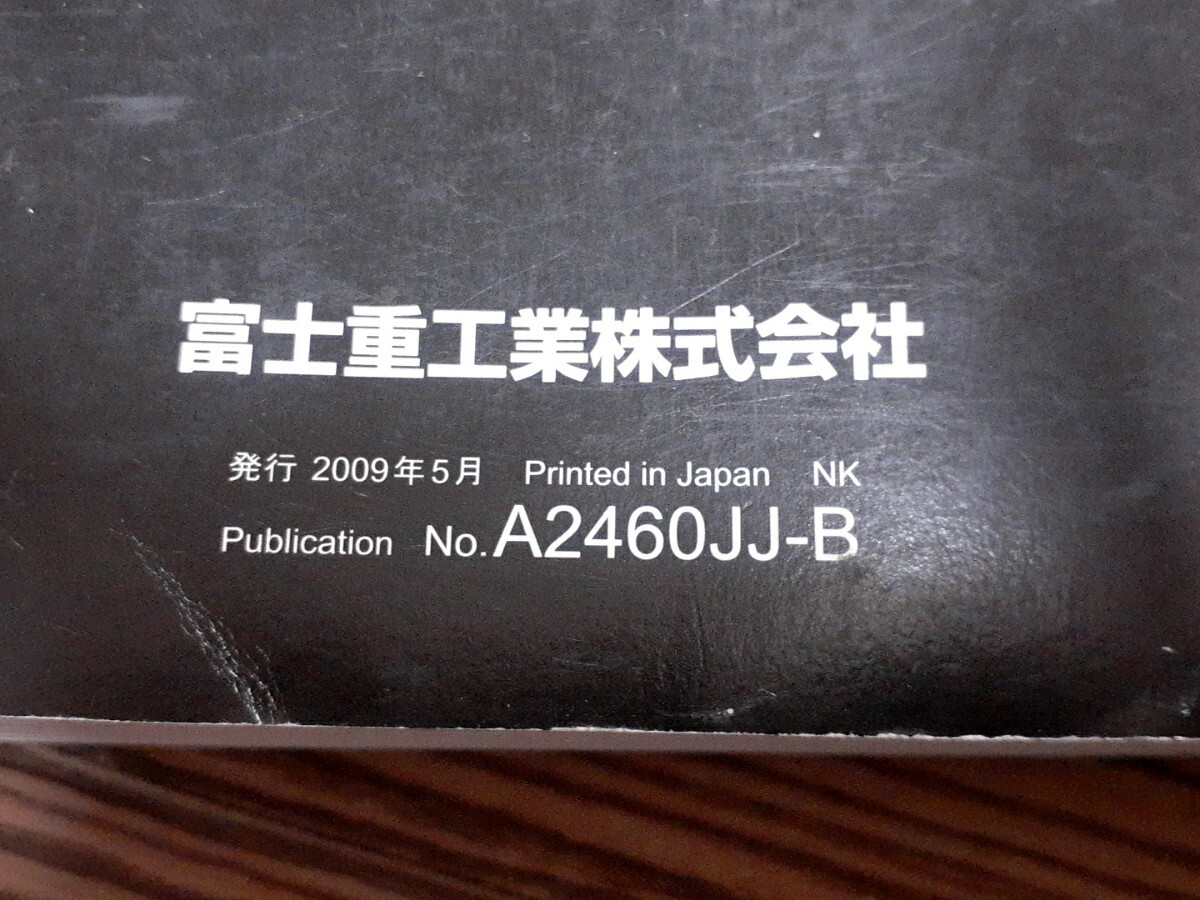 富士重工業株式会社
発行 2009年5月 Printed in Japan NK
Publication No.A2460JJ-B